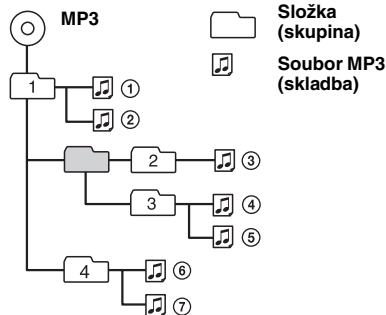 MP3
Složka
(skupina)
Soubor MP3
(skladba)
1
①
②
2
③
3
④
⑤
4
⑥
⑦